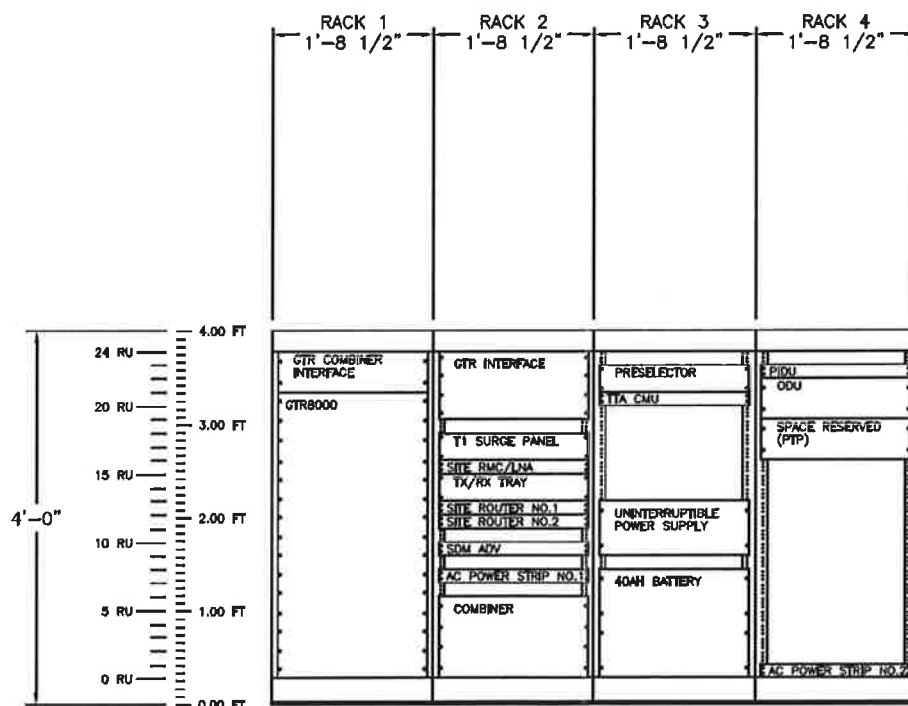 RACK 1
1'-8 1/2"
RACK 2
1'-8 1/2"
RACK 3
1'-8 1/2"
RACK 4
1'-8 1/2"
4'-0"
24 RU
20 RU
15 RU
10 RU
5 RU
0 RU
4.00 FT
3.00 FT
2.00 FT
1.00 FT
0.00 FT
GTR COMBINER
INTERFACE
GTR8000
GTR INTERFACE
T1 SURGE PANEL
SITE RMC/LNA
TX/RX TRAY
SITE ROUTER NO.1
SITE ROUTER NO.2
SDM ADV
AC POWER STRIP NO.1
COMBINER
PRESELECTOR
TTA CMU
UNINTERRUPTIBLE
POWER SUPPLY
40AH BATTERY
PIDU
ODU
SPACE RESERVED
(PTP)
AC POWER STRIP NO.2